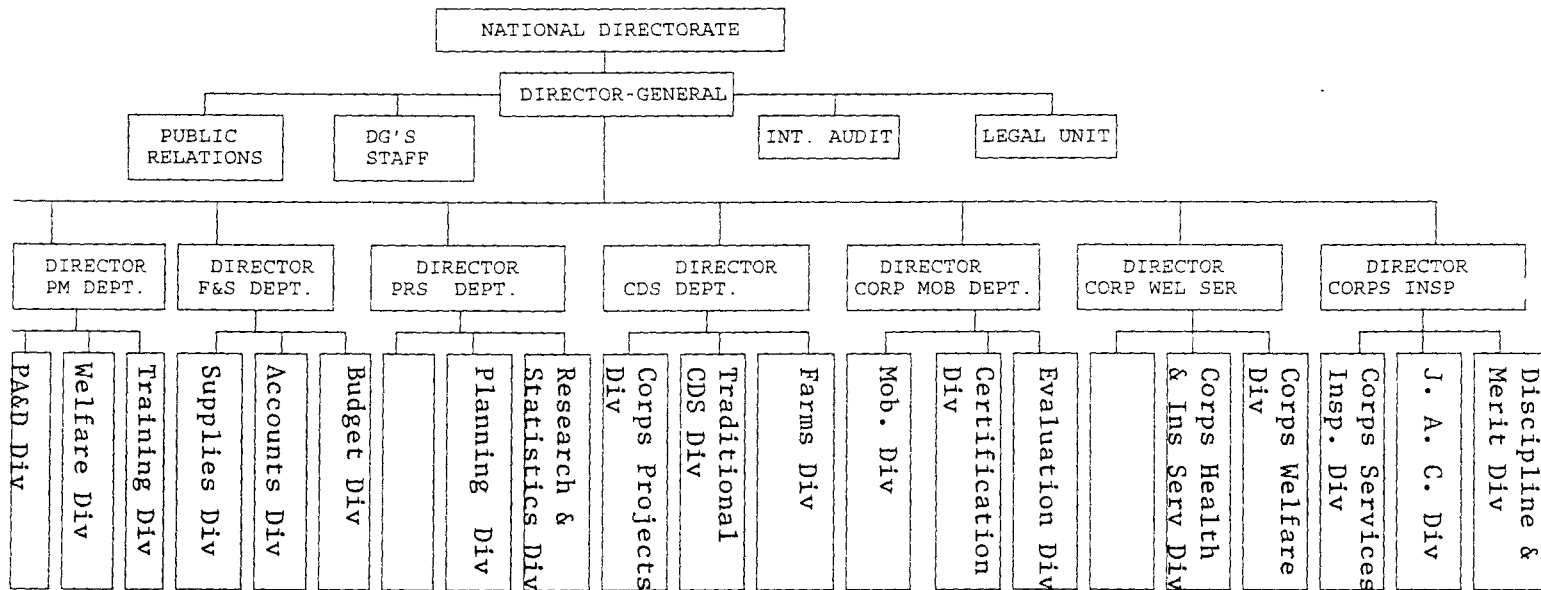 NATIONAL DIRECTORATE
DIRECTOR-GENERAL
PUBLIC
RELATIONS
DG'S
STAFF
INT. AUDIT
LEGAL UNIT
DIRECTOR
PM DEPT.
DIRECTOR
F&S DEPT.
DIRECTOR
PRS DEPT.
DIRECTOR
CDS DEPT.
DIRECTOR
CORP MOB DEPT.
DIRECTOR
CORP WEL SER
DIRECTOR
CORPS INSP
PA&D Div
Welfare Div
Training Div
Supplies Div
Accounts Div
Budget Div
Planning Div
Research &
Statistics Div
Corps Projects
Div
Traditional
CDS Div
Farms Div
Mob. Div
Certification
Div
Evaluation Div
Corps Health
& Ins Serv Div
Corps Welfare
Div
Corps Services
Insp. Div
J. A. C. Div
Discipline &
Merit Div